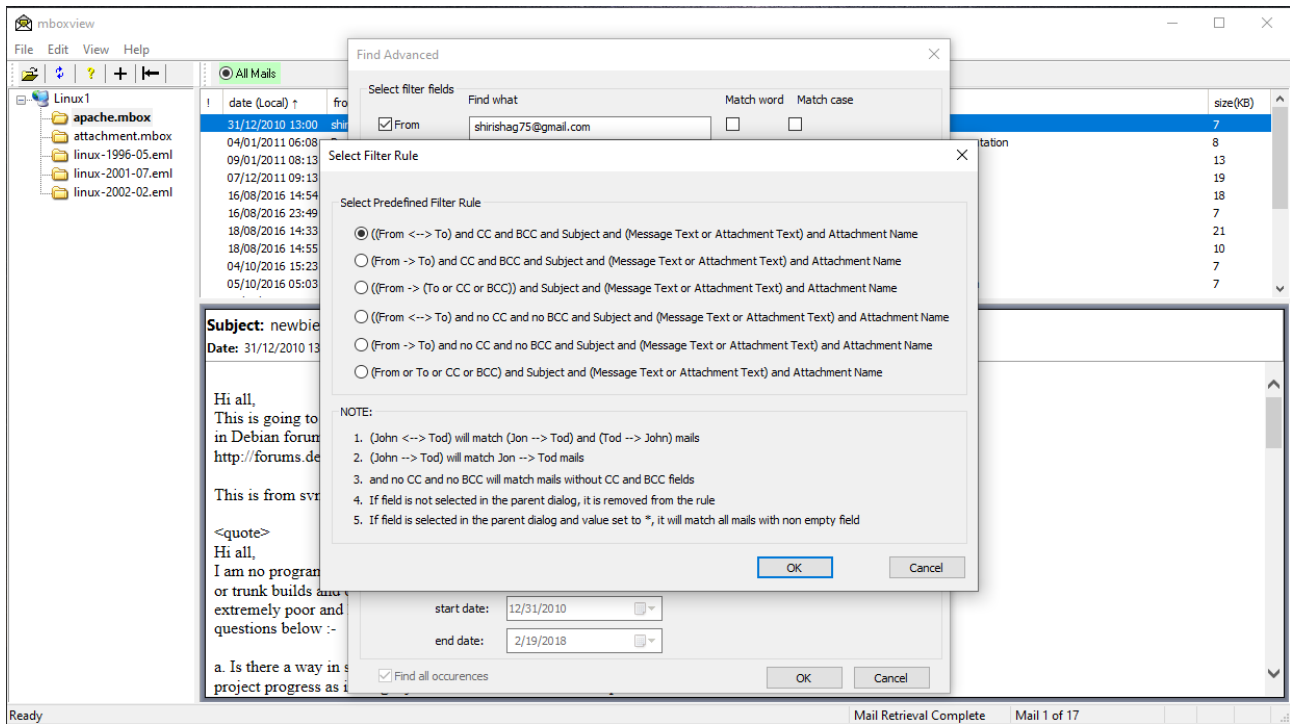 mboxview
File Edit View Help
All Mails
Linux1
apache.mbox
attachment.mbox
linux-1996-05.eml
linux-2001-07.eml
linux-2002-02.eml
! date (Local) ↑ fro
size(KB)
31/12/2010 13:00 shir
7
04/01/2011 06:08
tation
8
09/01/2011 08:13
13
07/12/2011 09:13
19
16/08/2016 14:54
18
16/08/2016 23:49
7
18/08/2016 14:33
21
18/08/2016 14:55
10
04/10/2016 15:23
7
05/10/2016 05:03
7
Find Advanced
Select filter fields
Find what Match word Match case
From shirishag75@gmail.com
Select Filter Rule
Select Predefined Filter Rule
((From <--> To) and CC and BCC and Subject and (Message Text or Attachment Text) and Attachment Name
(From -> To) and CC and BCC and Subject and (Message Text or Attachment Text) and Attachment Name
((From -> (To or CC or BCC)) and Subject and (Message Text or Attachment Text) and Attachment Name
((From <--> To) and no CC and no BCC and Subject and (Message Text or Attachment Text) and Attachment Name
(From -> To) and no CC and no BCC and Subject and (Message Text or Attachment Text) and Attachment Name
(From or To or CC or BCC) and Subject and (Message Text or Attachment Text) and Attachment Name
NOTE:
1. (John <--> Tod) will match (Jon --> Tod) and (Tod --> John) mails
2. (John --> Tod) will match Jon --> Tod mails
3. and no CC and no BCC will match mails without CC and BCC fields
4. If field is not selected in the parent dialog, it is removed from the rule
5. If field is selected in the parent dialog and value set to *, it will match all mails with non empty field
OK Cancel
start date: 12/31/2010
end date: 2/19/2018
Find all occurences
OK Cancel
Subject: newbie
Date: 31/12/2010 13
Hi all,
This is going to
in Debian forum
http://forums.de
This is from svn
<quote>
Hi all,
I am no program
or trunk builds and
extremely poor and
questions below :-
a. Is there a way in s
project progress as i
Ready
Mail Retrieval Complete
Mail 1 of 17